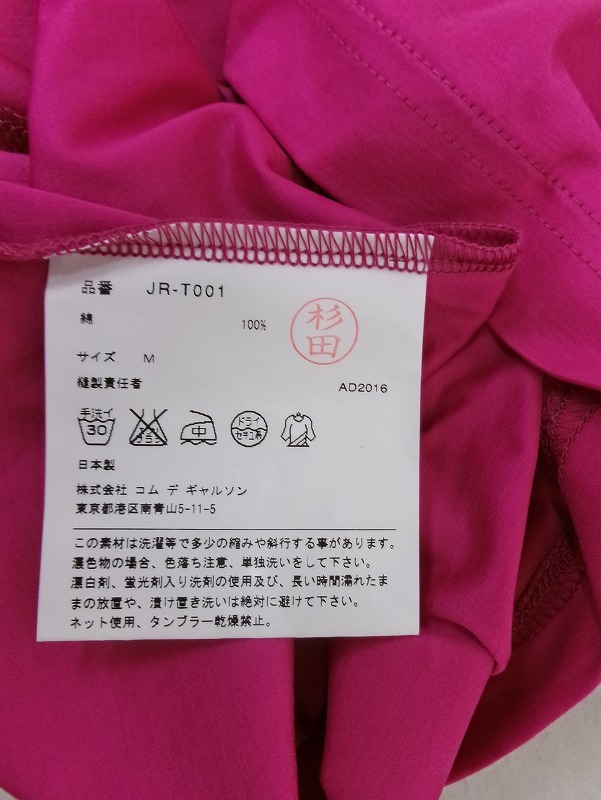 品番 JR-T001
綿 100%
杉田
サイズ M
縫製責任者 AD2016
手洗イ 30 エンソ サラシ 中 ドライ セキユ系
日本製
株式会社 コム デ ギャルソン
東京都港区南青山5-11-5
この素材は洗濯等で多少の縮みや斜行する事があります。
濃色物の場合、色落ち注意、単独洗いをして下さい。
漂白剤、蛍光剤入り洗剤の使用及び、長い時間濡れたま
まの放置や、漬け置き洗いは絶対に避けて下さい。
ネット使用、タンブラー乾燥禁止。